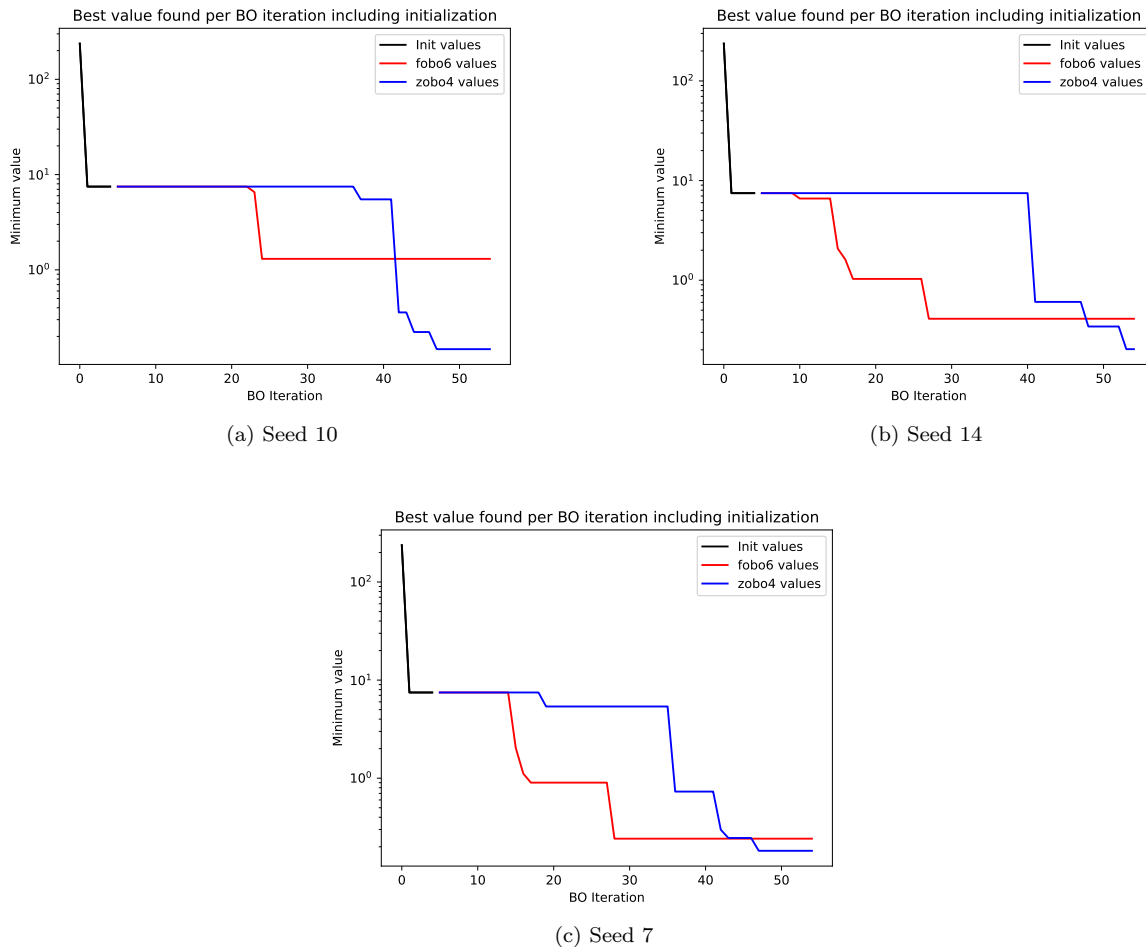 Best value found per BO iteration including initialization
Init values
fobo6 values
zobo4 values
10²
10¹
10⁰
Minimum value
0 10 20 30 40 50
BO Iteration
(a) Seed 10
Best value found per BO iteration including initialization
Init values
fobo6 values
zobo4 values
10²
10¹
10⁰
Minimum value
0 10 20 30 40 50
BO Iteration
(b) Seed 14
Best value found per BO iteration including initialization
Init values
fobo6 values
zobo4 values
10²
10¹
10⁰
Minimum value
0 10 20 30 40 50
BO Iteration
(c) Seed 7